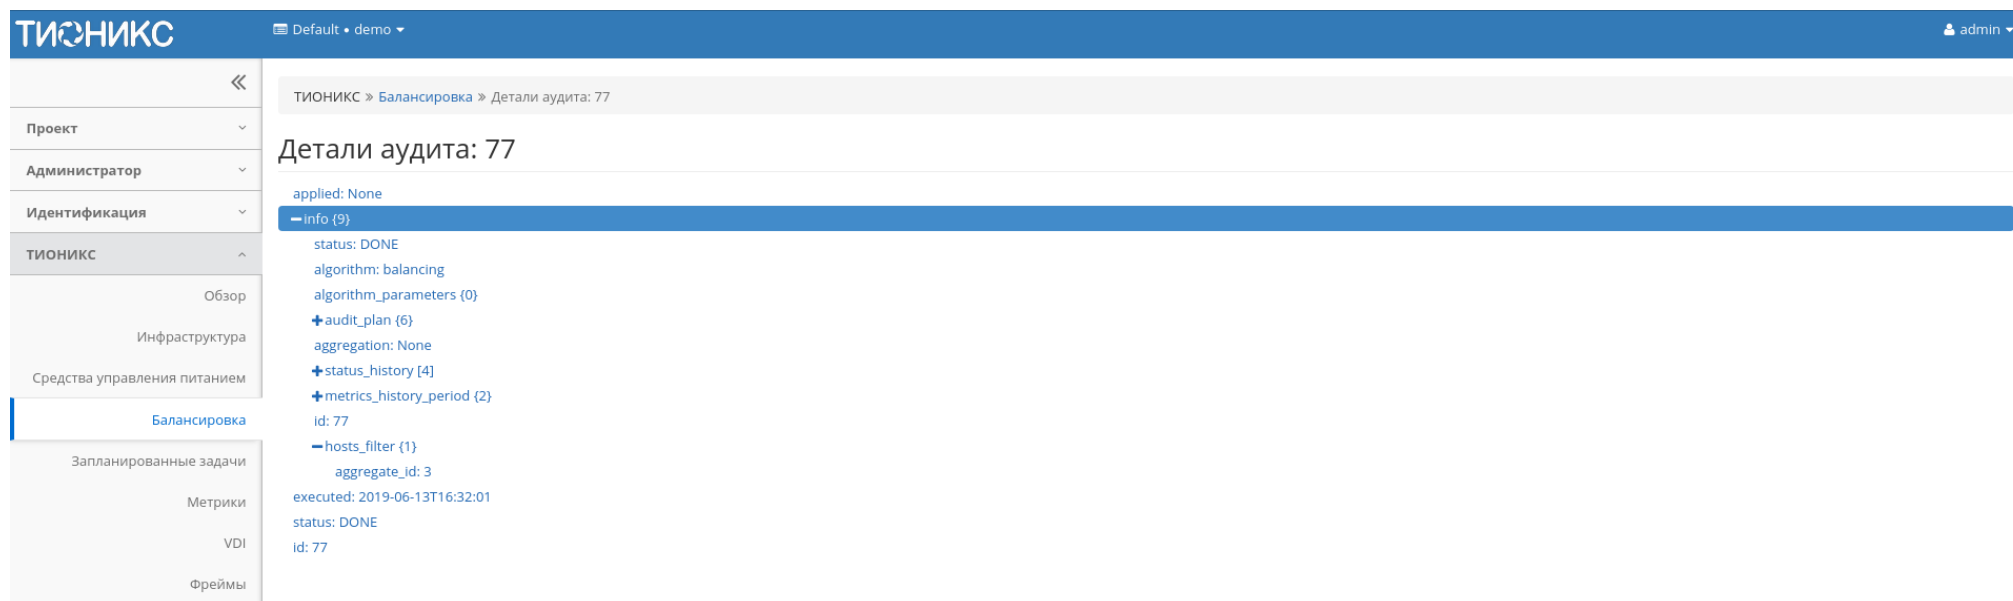 ТИОНИКС
Default • demo
admin
ТИОНИКС » Балансировка » Детали аудита: 77
Проект
Администратор
Идентификация
ТИОНИКС
Обзор
Инфраструктура
Средства управления питанием
Балансировка
Запланированные задачи
Метрики
VDI
Фреймы
Детали аудита: 77
applied: None
info {9}
status: DONE
algorithm: balancing
algorithm_parameters {0}
audit_plan {6}
aggregation: None
status_history [4]
metrics_history_period {2}
id: 77
hosts_filter {1}
aggregate_id: 3
executed: 2019-06-13T16:32:01
status: DONE
id: 77